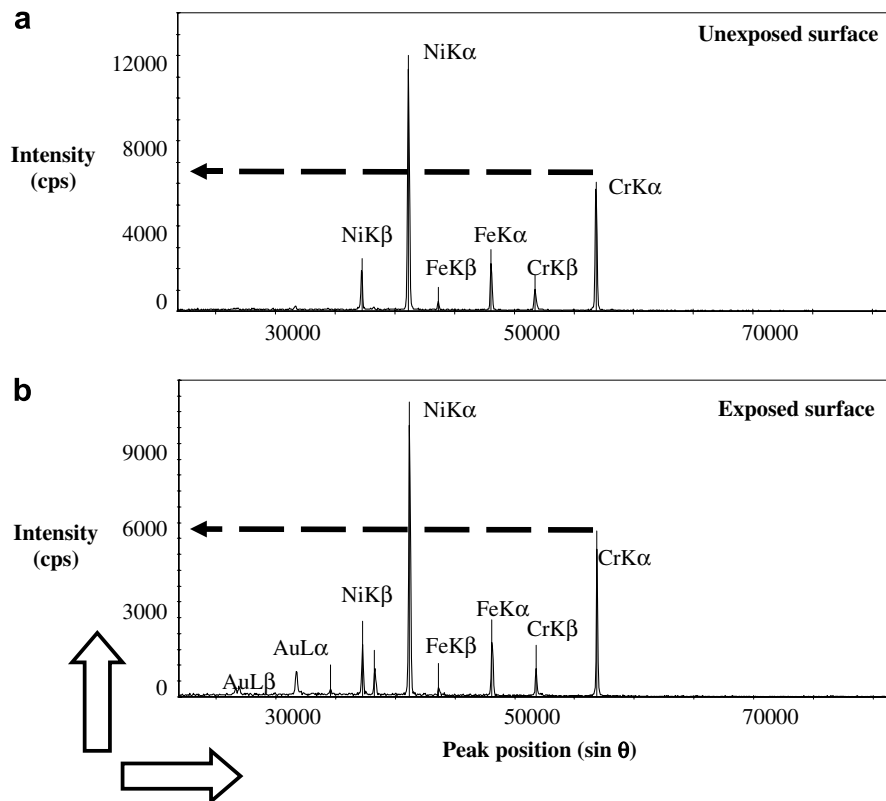 a
Unexposed surface
12000
8000
4000
0
Intensity
(cps)
NiKβ
NiKα
FeKβ
FeKα
CrKβ
CrKα
30000
50000
70000
b
Exposed surface
9000
6000
3000
0
Intensity
(cps)
AuLβ
AuLα
NiKβ
NiKα
FeKβ
FeKα
CrKβ
CrKα
30000
50000
70000
Peak position (sin θ)